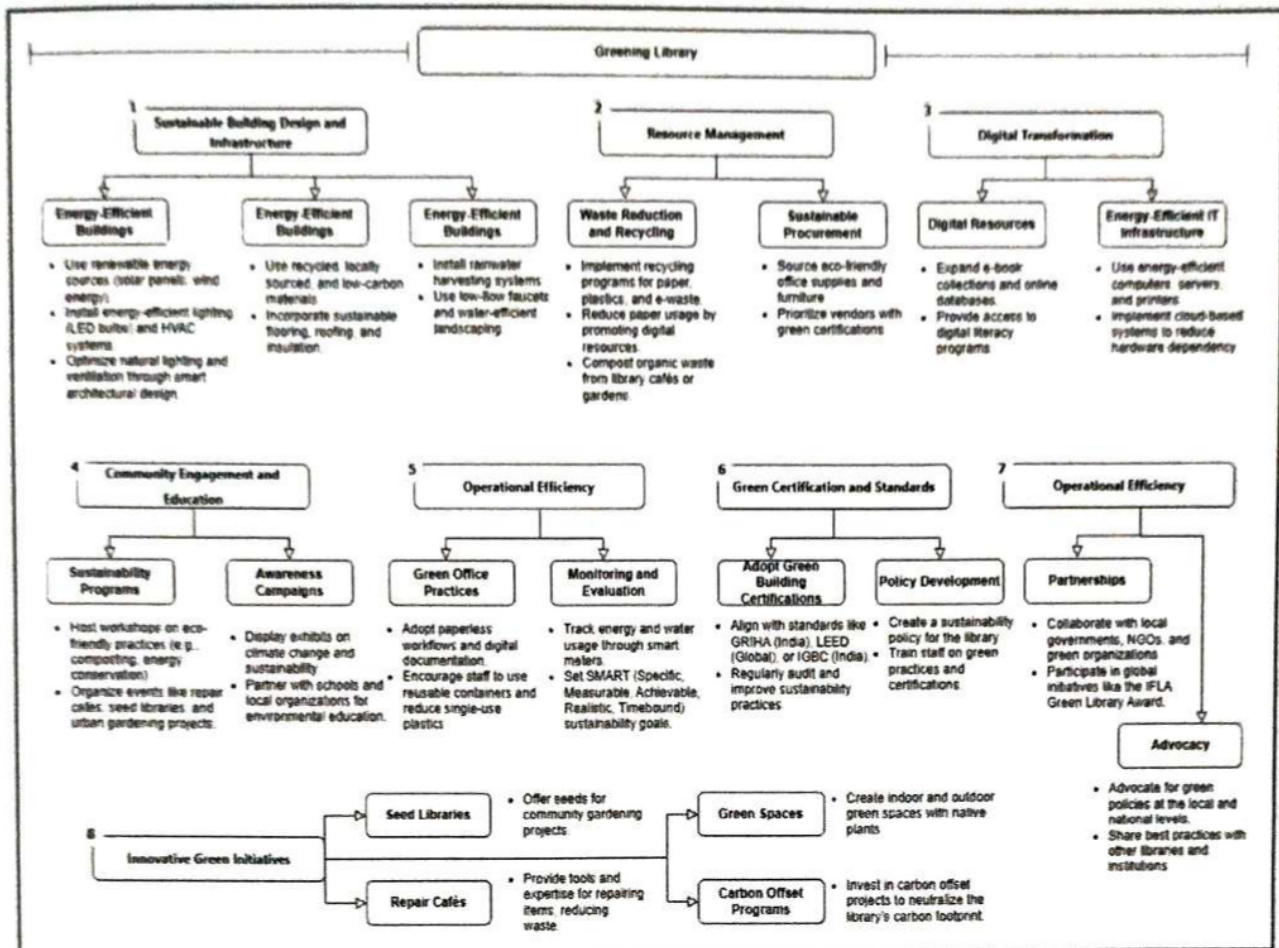 Greening Library
1
Sustainable Building Design and
Infrastructure
Energy-Efficient
Buildings
• Use renewable energy
sources (solar panels, wind
energy).
• Install energy-efficient lighting
(LED bulbs) and HVAC
systems
• Optimize natural lighting and
ventilation through smart
architectural design.
Energy-Efficient
Buildings
• Use recycled, locally
sourced, and low-carbon
materials
• Incorporate sustainable
flooring, roofing, and
insulation.
Energy-Efficient
Buildings
• Install rainwater
harvesting systems
• Use low-flow faucets
and water-efficient
landscaping.
2
Resource Management
Waste Reduction
and Recycling
• Implement recycling
programs for paper,
plastics, and e-waste.
• Reduce paper usage by
promoting digital
resources.
• Compost organic waste
from library cafés or
gardens.
Sustainable
Procurement
• Source eco-friendly
office supplies and
furniture
• Prioritize vendors with
green certifications
3
Digital Transformation
Digital Resources
• Expand e-book
collections and online
databases.
• Provide access to
digital literacy
programs
Energy-Efficient IT
Infrastructure
• Use energy-efficient
computers, servers,
and printers
• Implement cloud-based
systems to reduce
hardware dependency
4
Community Engagement and
Education
Sustainability
Programs
• Host workshops on eco-
friendly practices (e.g.,
composting, energy
conservation)
• Organize events like repair
cafes, seed libraries, and
urban gardening projects.
Awareness
Campaigns
• Display exhibits on
climate change and
sustainability
• Partner with schools and
local organizations for
environmental education.
5
Operational Efficiency
Green Office
Practices
• Adopt paperless
workflows and digital
documentation.
• Encourage staff to use
reusable containers and
reduce single-use
plastics
Monitoring and
Evaluation
• Track energy and water
usage through smart
meters.
• Set SMART (Specific,
Measurable, Achievable,
Realistic, Timebound)
sustainability goals.
6
Green Certification and Standards
Adopt Green
Building
Certifications
• Align with standards like
GRIHA (India), LEED
(Global), or IGBC (India).
• Regularly audit and
improve sustainability
practices
Policy Development
• Create a sustainability
policy for the library
• Train staff on green
practices and
certifications.
7
Operational Efficiency
Partnerships
• Collaborate with local
governments, NGOs, and
green organizations
• Participate in global
initiatives like the IFLA
Green Library Award.
Advocacy
• Advocate for green
policies at the local and
national levels.
• Share best practices with
other libraries and
institutions
8
Innovative Green Initiatives
Seed Libraries
• Offer seeds for
community gardening
projects.
Repair Cafés
• Provide tools and
expertise for repairing
items, reducing
waste.
Green Spaces
• Create indoor and outdoor
green spaces with native
plants
Carbon Offset
Programs
• Invest in carbon offset
projects to neutralize the
library's carbon footprint.